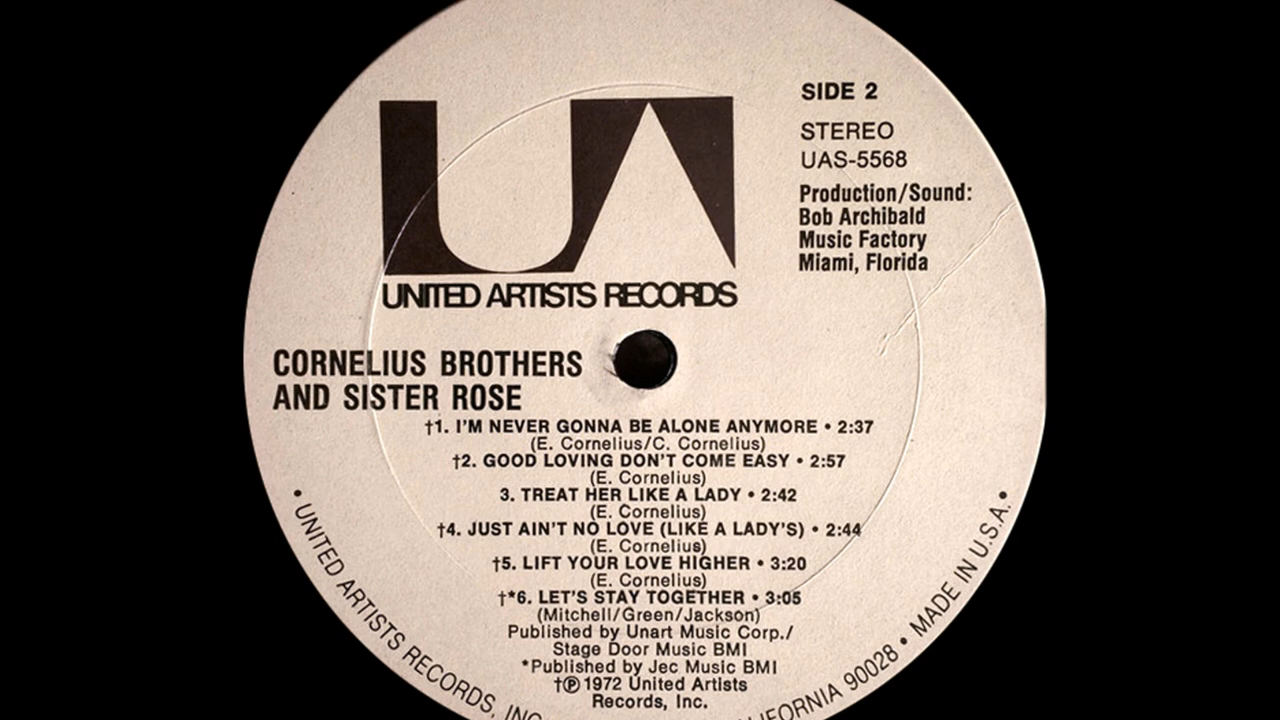 UA
UNITED ARTISTS RECORDS
SIDE 2
STEREO
UAS-5568
Production/Sound:
Bob Archibald
Music Factory
Miami, Florida
CORNELIUS BROTHERS
AND SISTER ROSE
†1. I'M NEVER GONNA BE ALONE ANYMORE • 2:37
(E. Cornelius/C. Cornelius)
†2. GOOD LOVING DON'T COME EASY • 2:57
(E. Cornelius)
3. TREAT HER LIKE A LADY • 2:42
(E. Cornelius)
†4. JUST AIN'T NO LOVE (LIKE A LADY'S) • 2:44
(E. Cornelius)
†5. LIFT YOUR LOVE HIGHER • 3:20
(E. Cornelius)
†*6. LET'S STAY TOGETHER • 3:05
(Mitchell/Green/Jackson)
Published by Unart Music Corp./
Stage Door Music BMI
*Published by Jec Music BMI
†℗ 1972 United Artists
Records, Inc.
• UNITED ARTISTS RECORDS, 90028 • MADE IN U.S.A. •